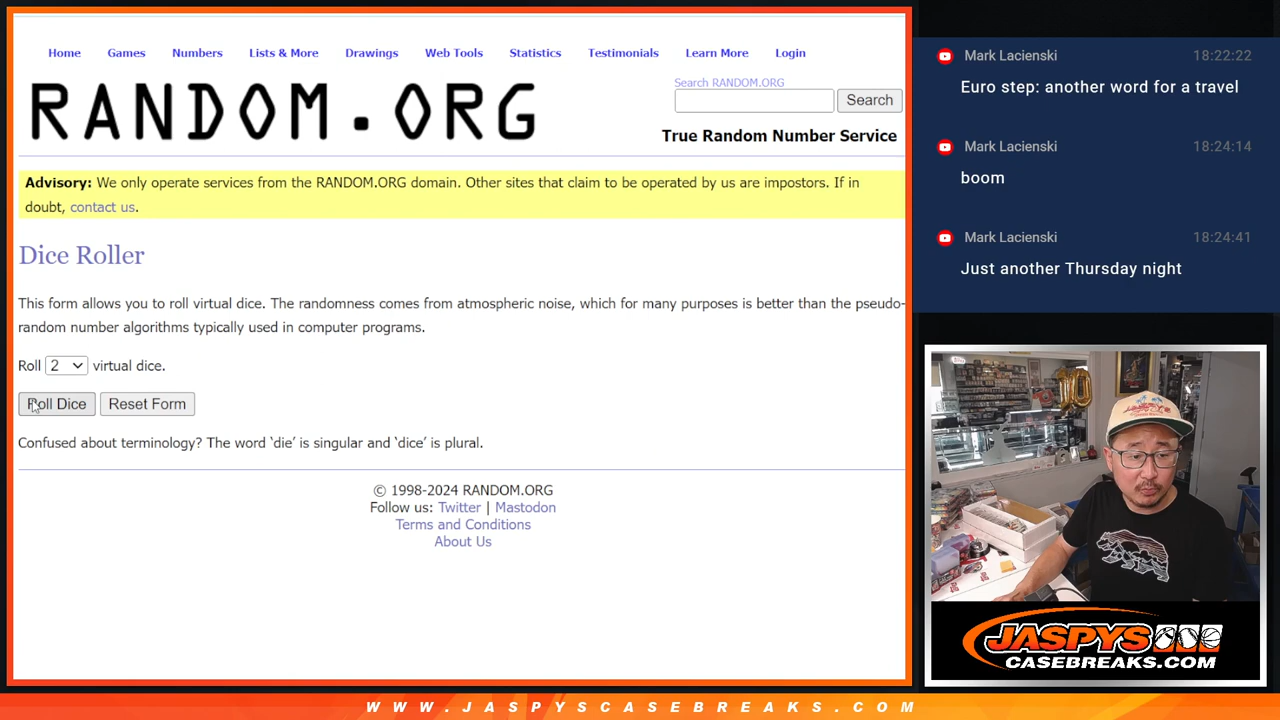 Home Games Numbers Lists & More Drawings Web Tools Statistics Testimonials Learn More Login
RANDOM.ORG
Search RANDOM.ORG
Search
True Random Number Service
Advisory: We only operate services from the RANDOM.ORG domain. Other sites that claim to be operated by us are impostors. If in
doubt, contact us.
Dice Roller
This form allows you to roll virtual dice. The randomness comes from atmospheric noise, which for many purposes is better than the pseudo-
random number algorithms typically used in computer programs.
Roll 2 virtual dice.
Roll Dice Reset Form
Confused about terminology? The word ‘die’ is singular and ‘dice’ is plural.
© 1998-2024 RANDOM.ORG
Follow us: Twitter | Mastodon
Terms and Conditions
About Us
Mark Lacienski 18:22:22
Euro step: another word for a travel
Mark Lacienski 18:24:14
boom
Mark Lacienski 18:24:41
Just another Thursday night
10
JASPYS
CASEBREAKS.COM
WWW.JASPYSCASEBREAKS.COM